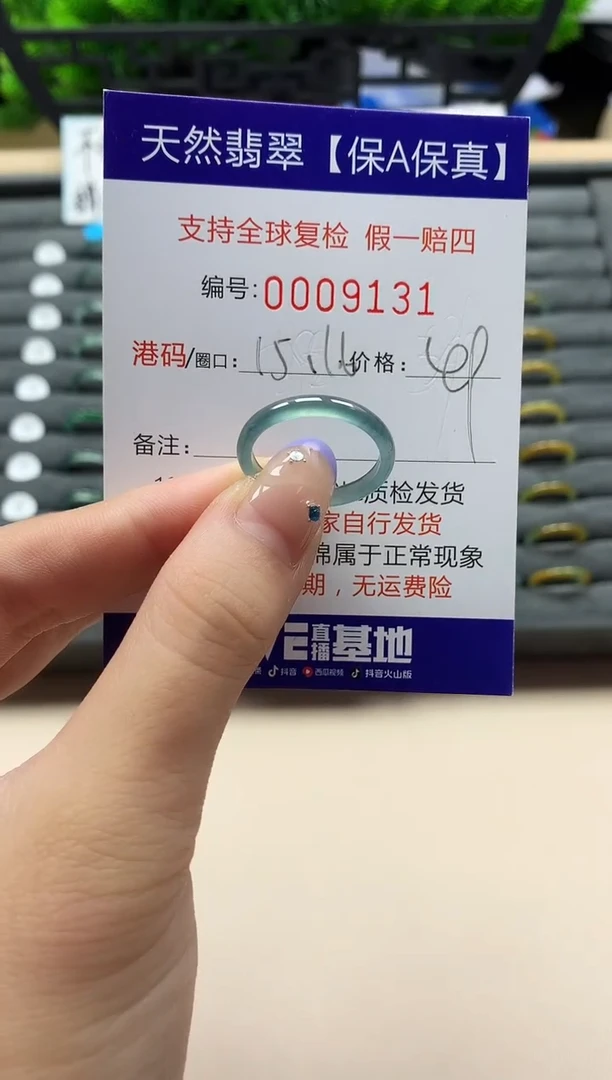 天然翡翠【保A保真】
支持全球复检 假一赔四
编号:0009131
港码/圈口: 15.1 价格:
备注:
质检发货
家自行发货
棉属于正常现象
期，无运费险
VE直播基地
抖音 西瓜视频 抖音火山版